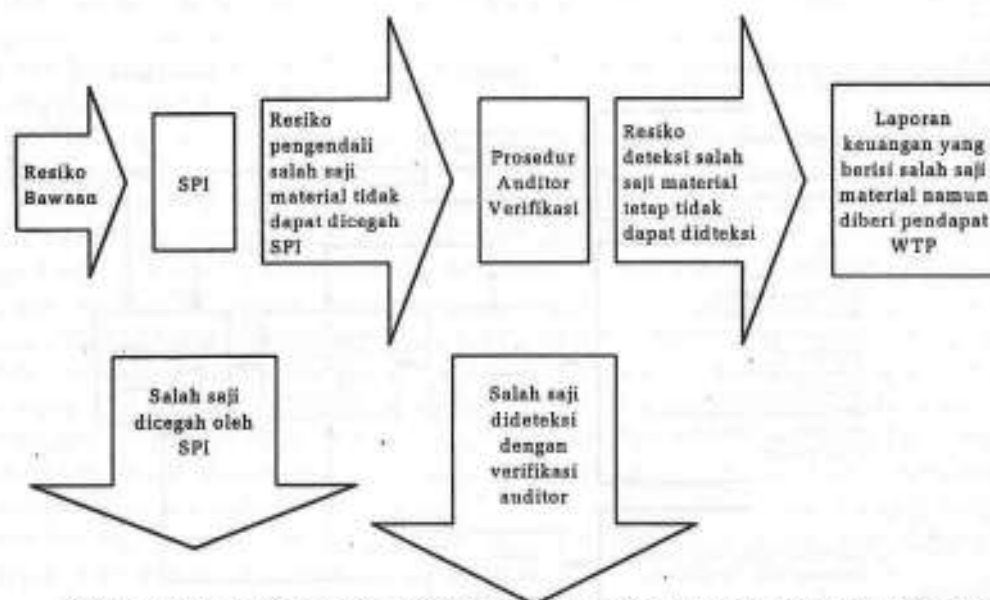 Resiko
Bawaan
SPI
Resiko
pengendali
salah saji
material tidak
dapat dicegah
SPI
Prosedur
Auditor
Verifikasi
Resiko
deteksi salah
saji material
tetap tidak
dapat didteksi
Laporan
keuangan yang
berisi salah saji
material namun
diberi pendapat
WTP
Salah saji
dicegah oleh
SPI
Salah saji
dideteksi
dengan
verifikasi
auditor